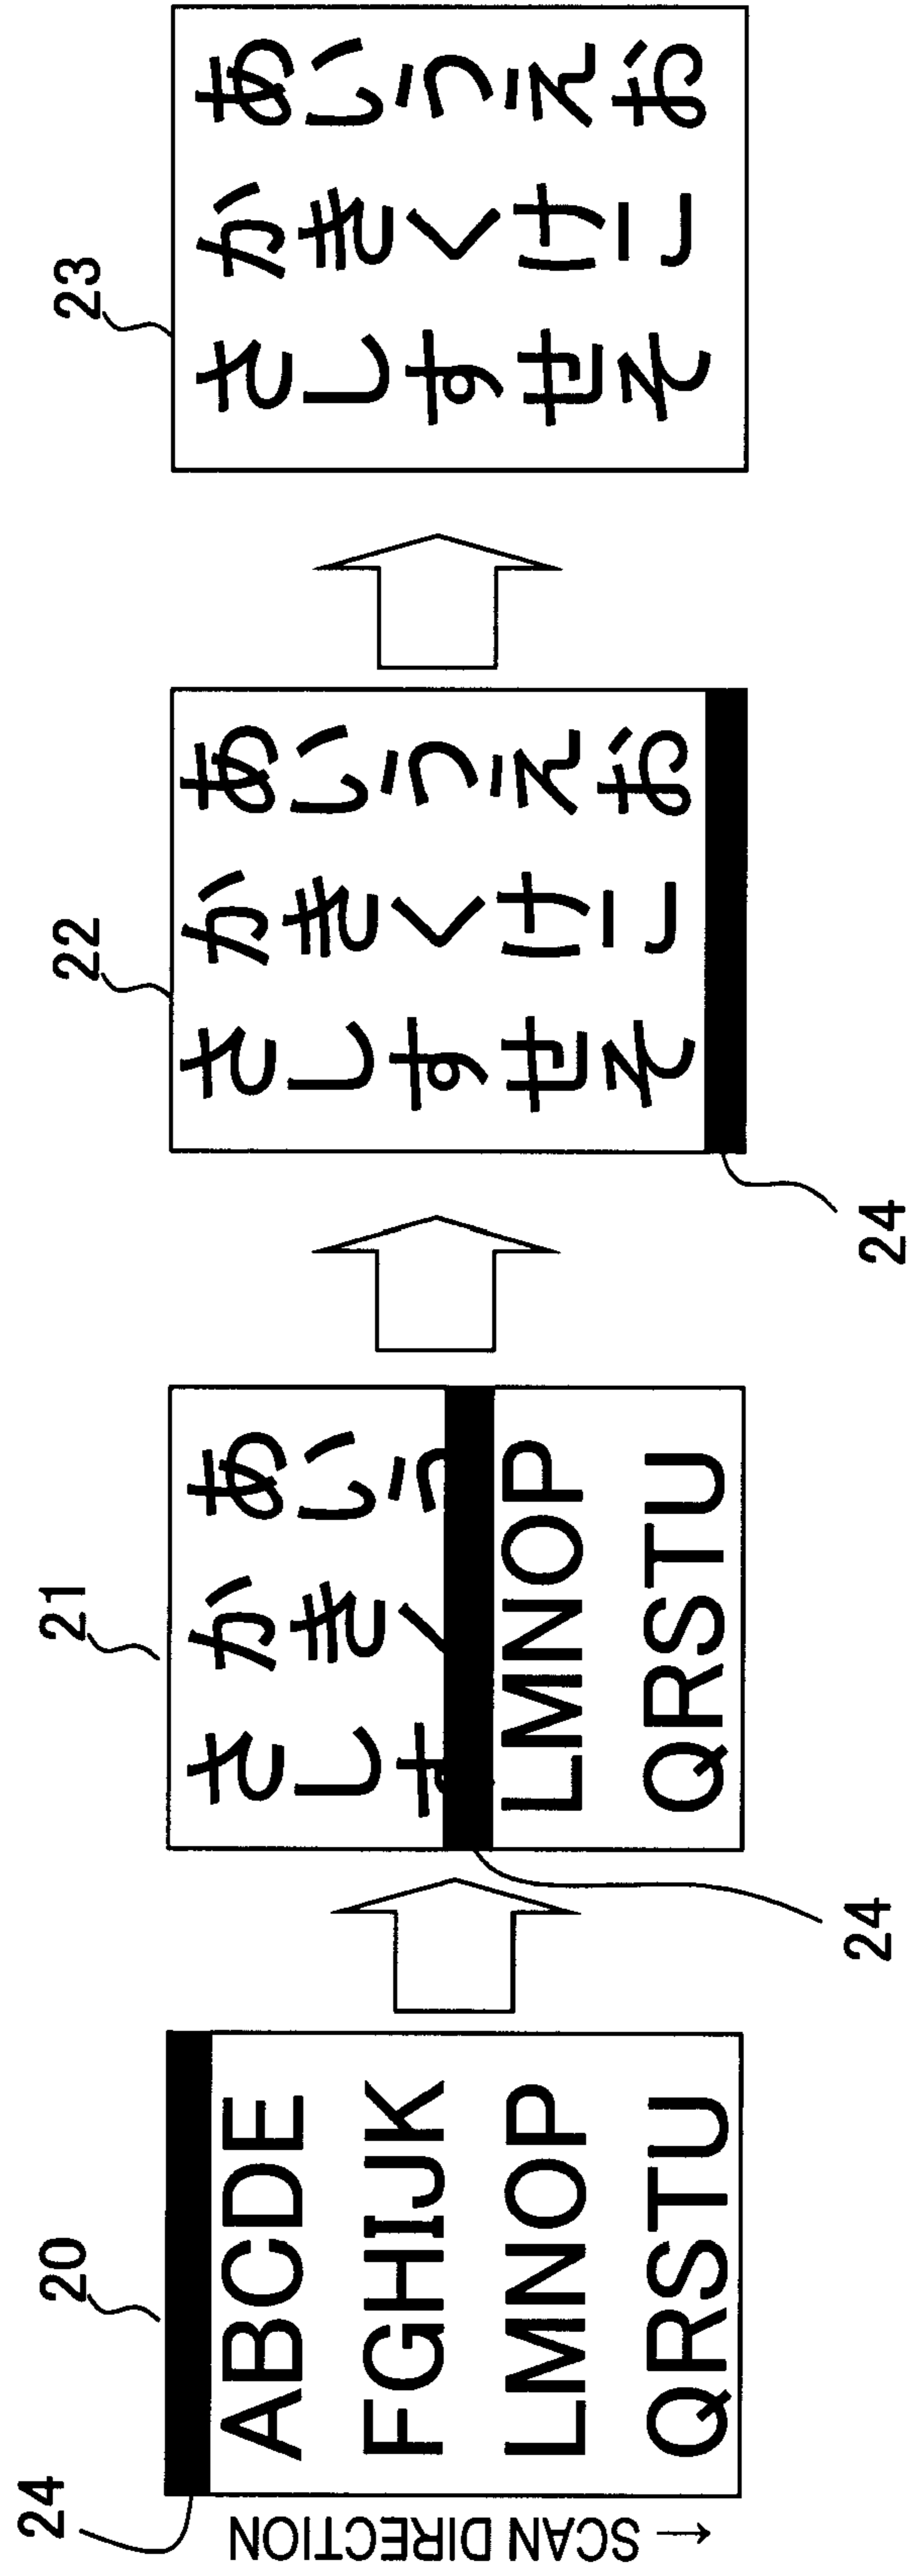 24
20
← SCAN DIRECTION
ABCDE
FGHIJK
LMNOP
QRSTU
21
あいう
かきく
さしす
LMNOP
QRSTU
24
22
あいうえお
かきくけこ
さしすせそ
24
23
あいうえお
かきくけこ
さしすせそ